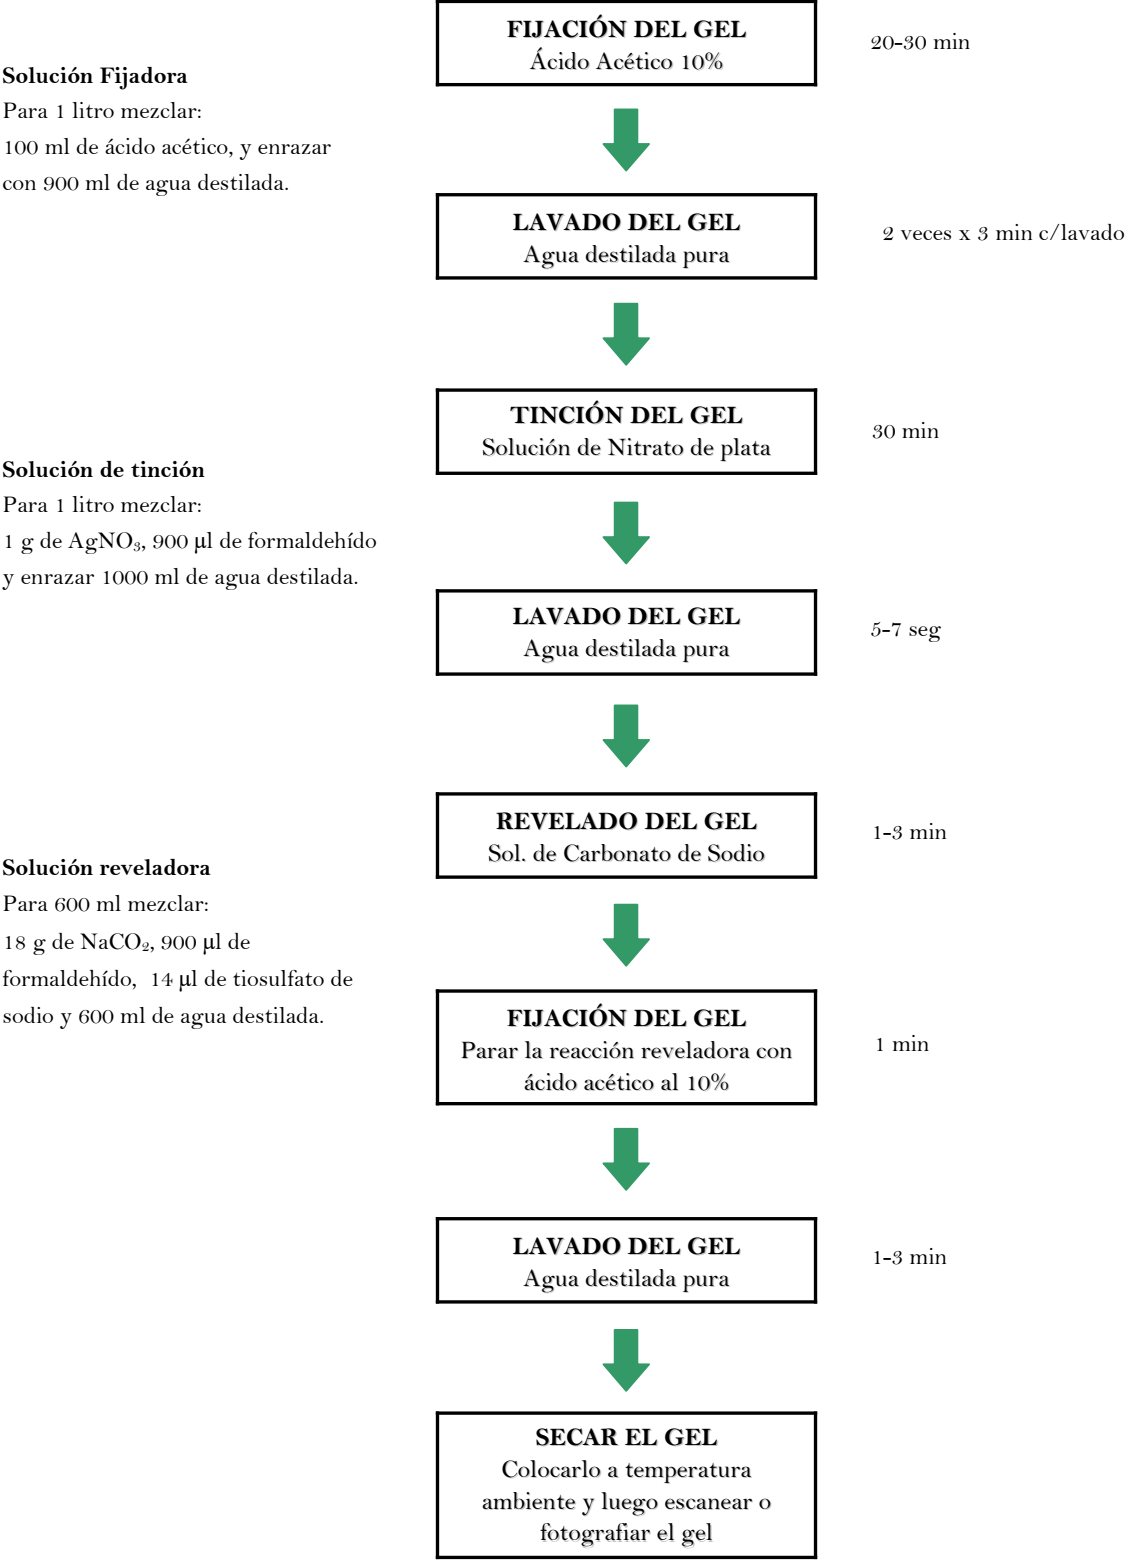 FIJACIÓN DEL GEL
Ácido Acético 10%
20-30 min
Solución Fijadora
Para 1 litro mezclar:
100 ml de ácido acético, y enrazar
con 900 ml de agua destilada.
LAVADO DEL GEL
Agua destilada pura
2 veces x 3 min c/lavado
TINCIÓN DEL GEL
Solución de Nitrato de plata
30 min
Solución de tinción
Para 1 litro mezclar:
1 g de AgNO₃, 900 µl de formaldehído
y enrazar 1000 ml de agua destilada.
LAVADO DEL GEL
Agua destilada pura
5-7 seg
REVELADO DEL GEL
Sol. de Carbonato de Sodio
1-3 min
Solución reveladora
Para 600 ml mezclar:
18 g de NaCO₂, 900 µl de
formaldehído, 14 µl de tiosulfato de
sodio y 600 ml de agua destilada.
FIJACIÓN DEL GEL
Parar la reacción reveladora con
ácido acético al 10%
1 min
LAVADO DEL GEL
Agua destilada pura
1-3 min
SECAR EL GEL
Colocarlo a temperatura
ambiente y luego escanear o
fotografiar el gel